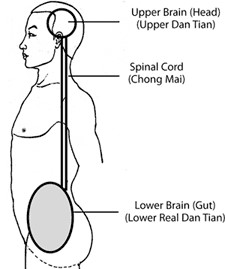 Upper Brain (Head)
(Upper Dan Tian)
Spinal Cord
(Chong Mai)
Lower Brain (Gut)
(Lower Real Dan Tian)